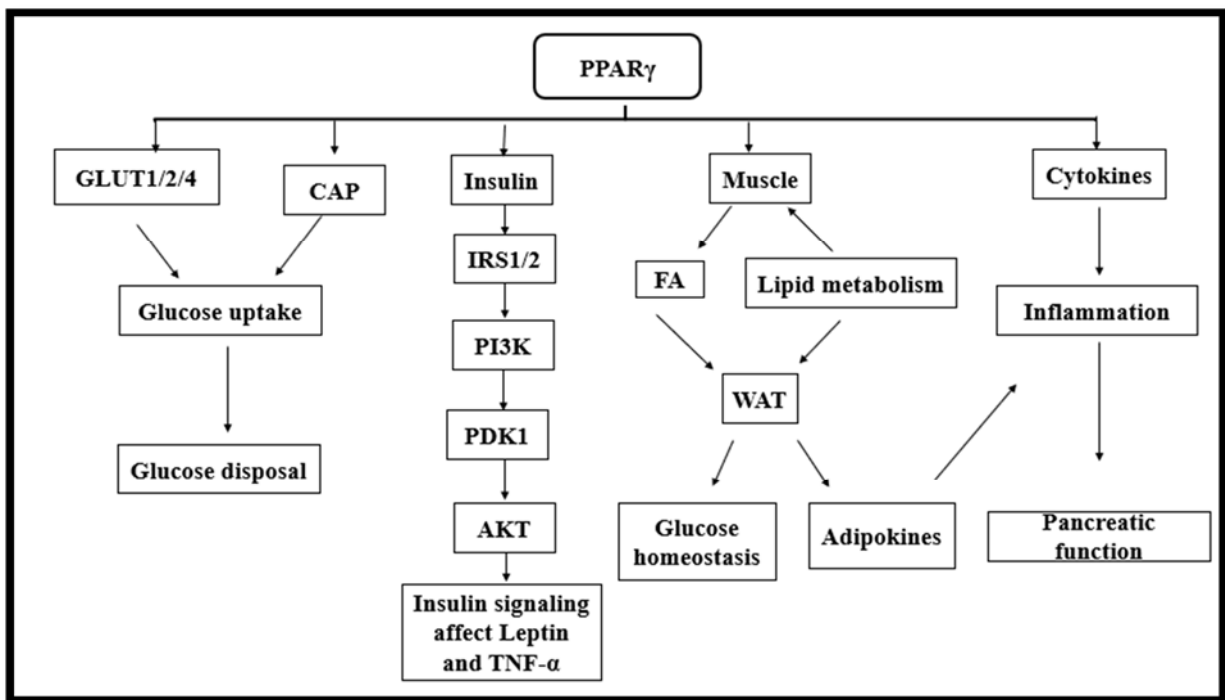 PPARγ
GLUT1/2/4
CAP
Insulin
Muscle
Cytokines
IRS1/2
FA
Lipid metabolism
Glucose uptake
Inflammation
PI3K
WAT
PDK1
Glucose disposal
AKT
Glucose
homeostasis
Adipokines
Pancreatic
function
Insulin signaling
affect Leptin
and TNF-α